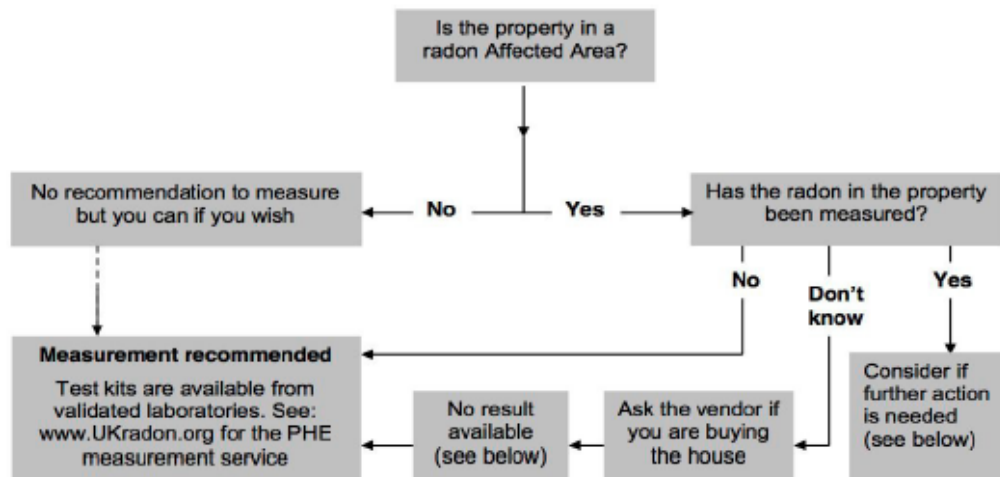 Is the property in a
radon Affected Area?
No recommendation to measure
but you can if you wish
No
Yes
Has the radon in the property
been measured?
No
Don't
know
Yes
Measurement recommended
Test kits are available from
validated laboratories. See:
www.UKradon.org for the PHE
measurement service
No result
available
(see below)
Ask the vendor if
you are buying
the house
Consider if
further action
is needed
(see below)